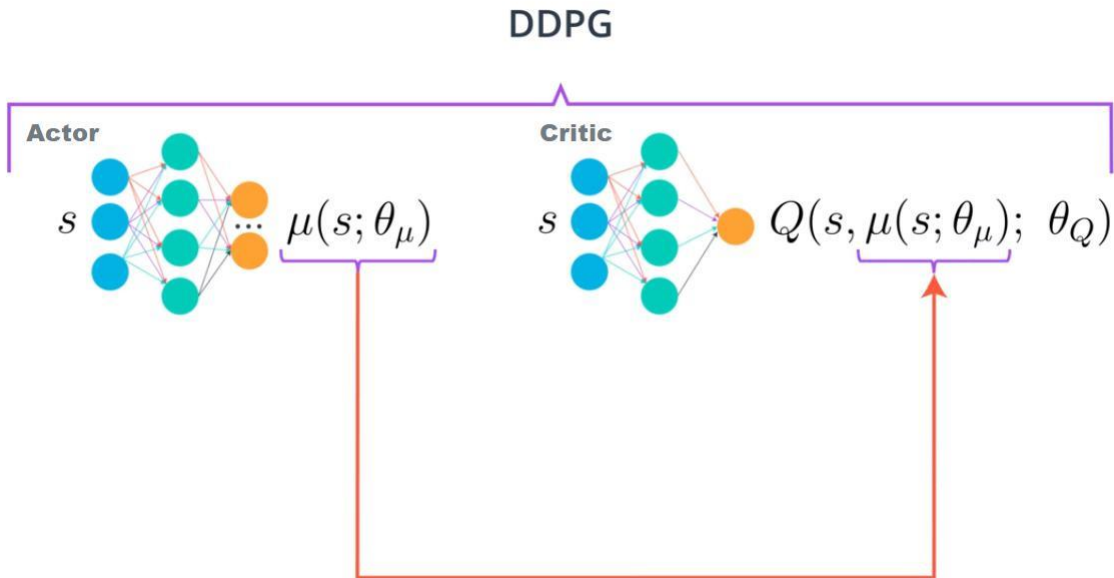 DDPG
Actor
Critic
s
...
μ(s; θμ)
s
Q(s, μ(s; θμ); θQ)